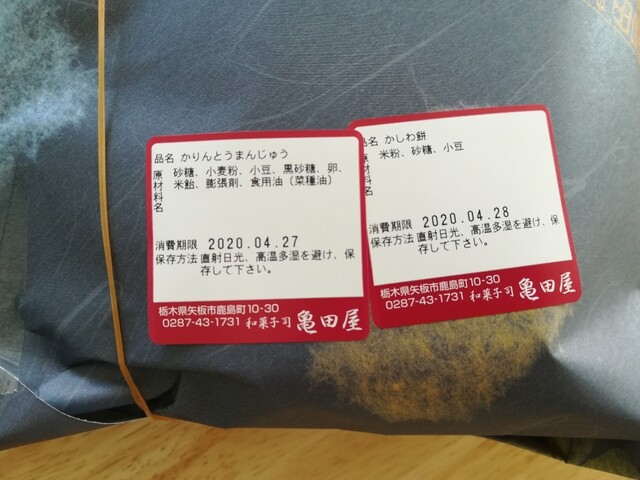 品名 かりんとうまんじゅう
原材料名 砂糖、小麦粉、小豆、黒砂糖、卵、
米飴、膨張剤、食用油（菜種油）
消費期限 2020.04.27
保存方法 直射日光、高温多湿を避け、保
存して下さい。
栃木県矢板市鹿島町10-30
0287-43-1731 和菓子司 亀田屋
品名 かしわ餅
原材料名 米粉、砂糖、小豆
消費期限 2020.04.28
保存方法 直射日光、高温多湿を避け、保
存して下さい。
栃木県矢板市鹿島町10-30
0287-43-1731 和菓子司 亀田屋